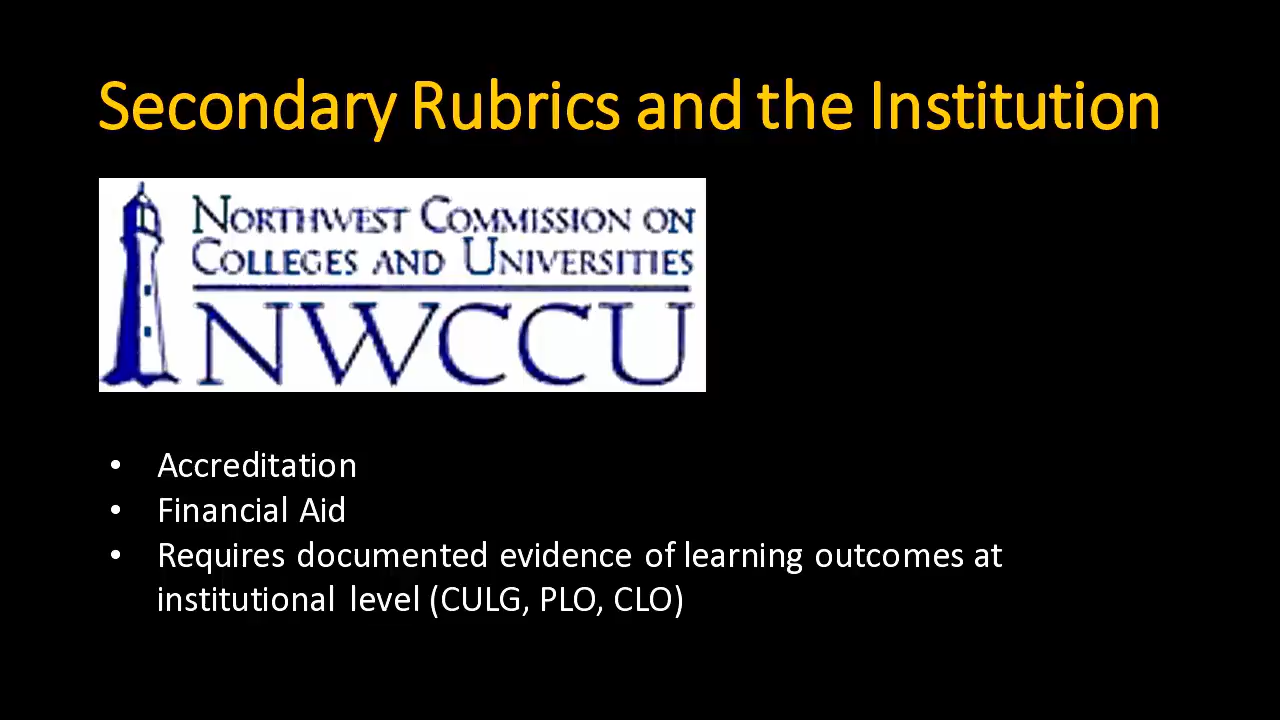 Secondary Rubrics and the Institution
NORTHWEST COMMISSION ON
COLLEGES AND UNIVERSITIES
NWCCU
• Accreditation
• Financial Aid
• Requires documented evidence of learning outcomes at
institutional level (CULG, PLO, CLO)